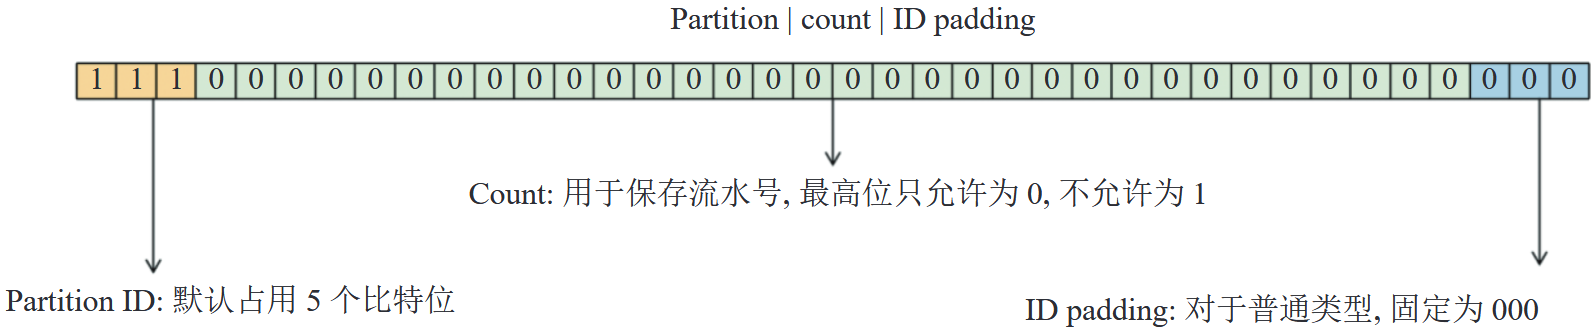 Partition | count | ID padding
1 1 1 0 0 0 0 0 0 0 0 0 0 0 0 0 0 0 0 0 0 0 0 0 0 0 0 0 0 0 0 0 0 0 0 0 0 0
Count: 用于保存流水号, 最高位只允许为 0, 不允许为 1
Partition ID: 默认占用 5 个比特位
ID padding: 对于普通类型, 固定为 000